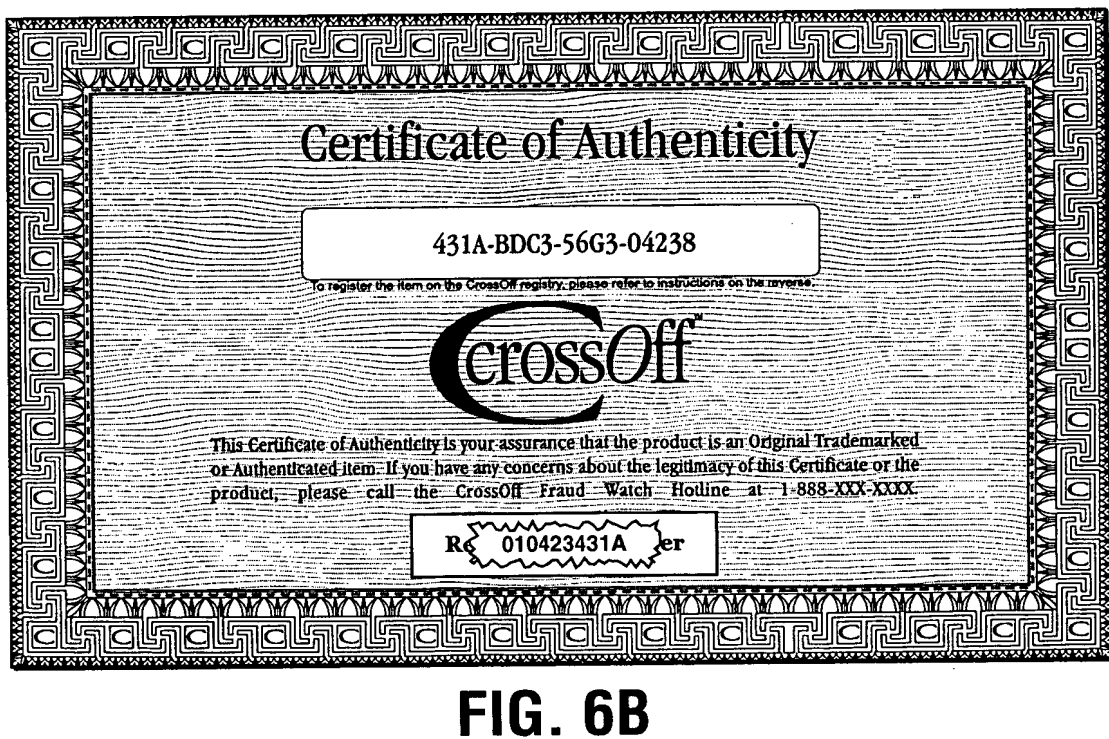 Certificate of Authenticity
431A-BDC3-56G3-04238
To register the item on the CrossOff registry, please refer to instructions on the reverse.
CrossOff™
This Certificate of Authenticity is your assurance that the product is an Original Trademarked
or Authenticated item. If you have any concerns about the legitimacy of this Certificate or the
product, please call the CrossOff Fraud Watch Hotline at 1-888-XXX-XXXX.
Re 010423431A er
FIG. 6B